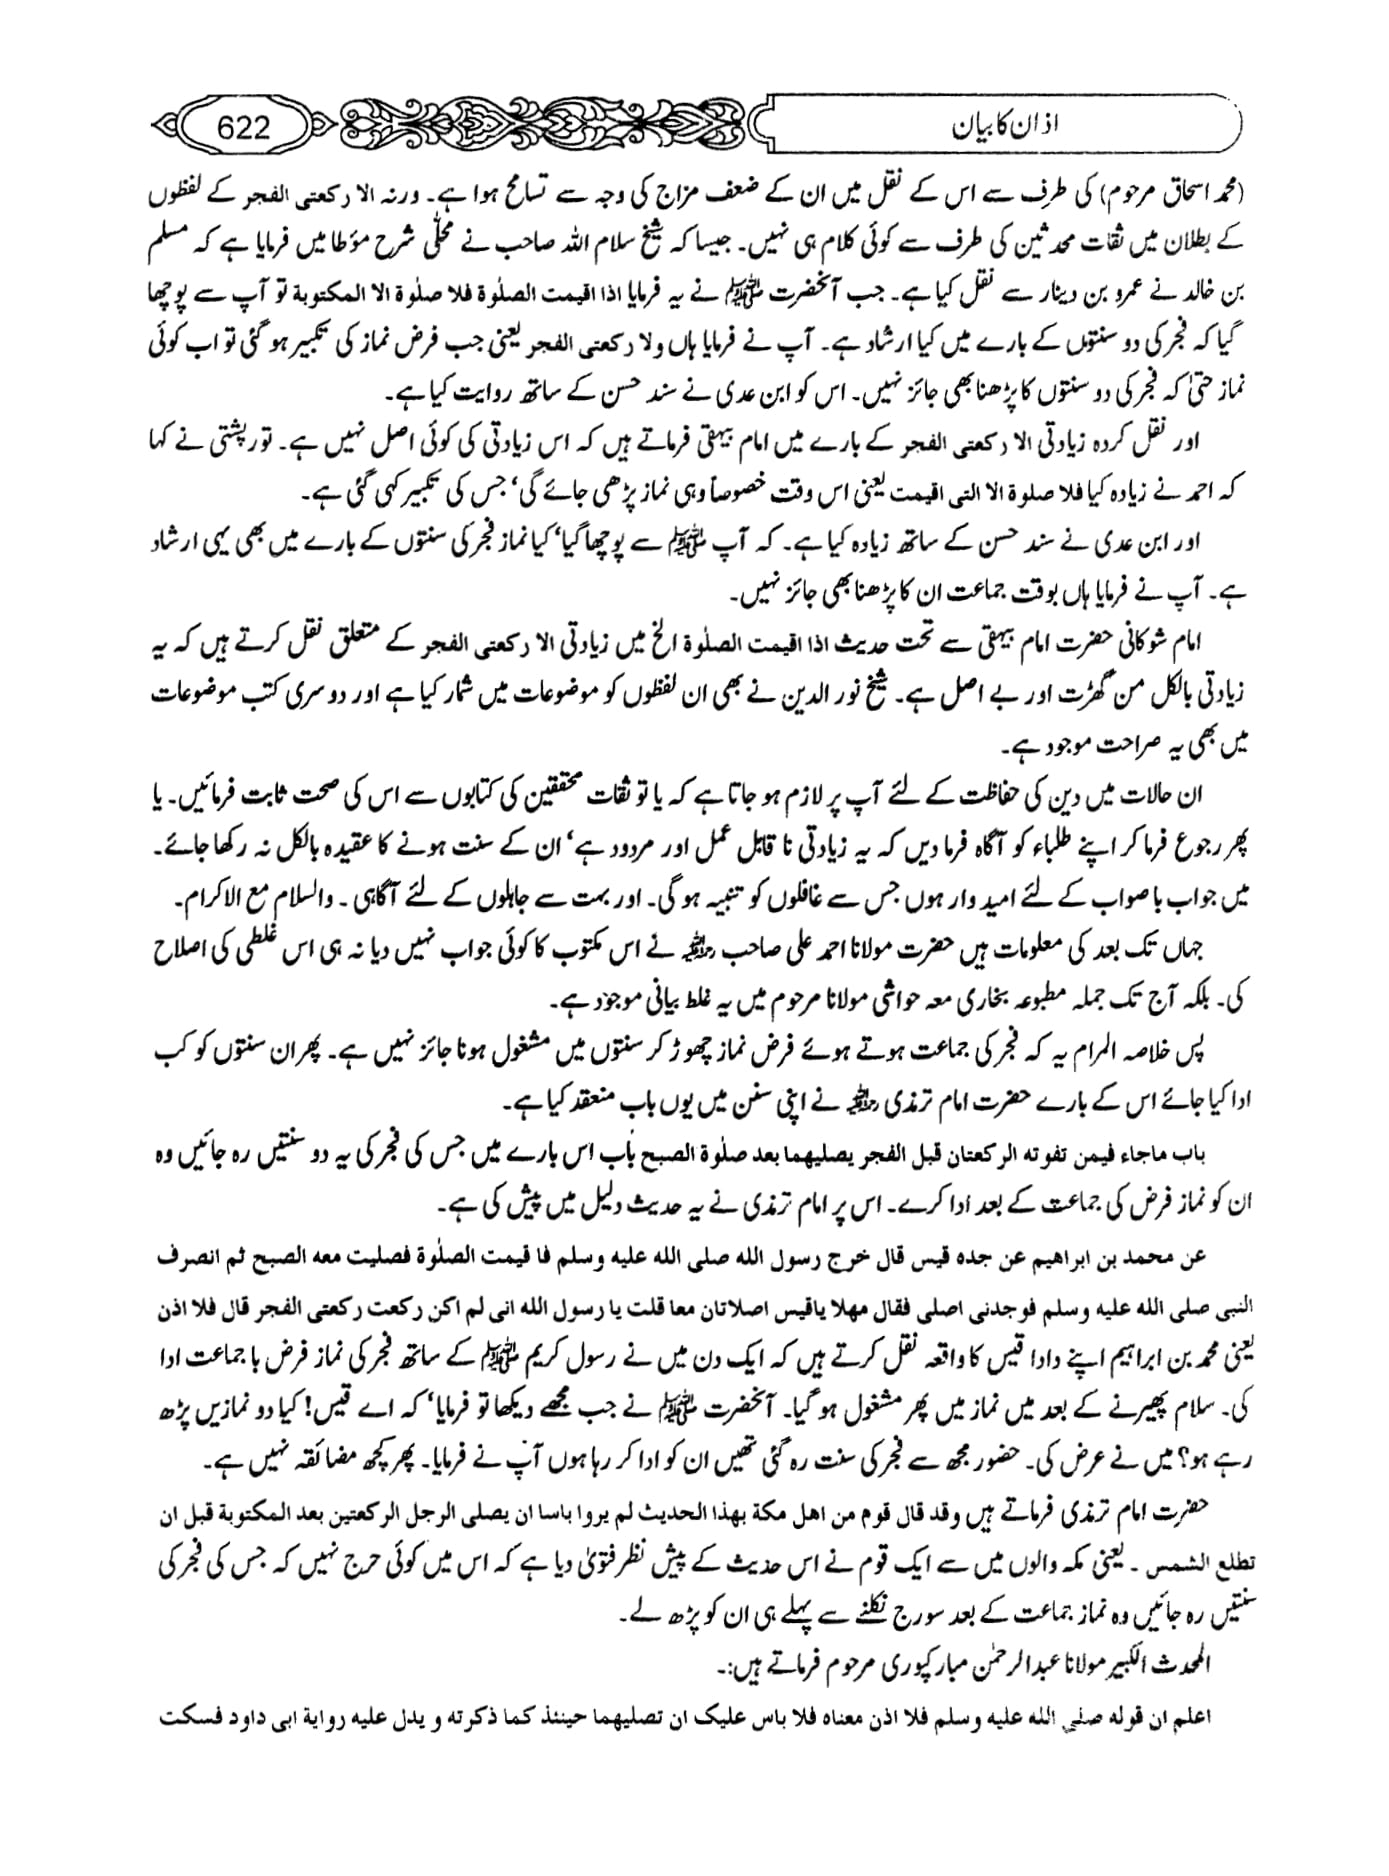 622
اذان کا بیان
(محمد اسحاق مرحوم) کی طرف سے اس کے نقل میں ان کے ضعف مزاج کی وجہ سے تسامح ہوا ہے۔ ورنہ الا رکعتی الفجر کے لفظوں
کے بطلان میں ثقات محدثین کی طرف سے کوئی کلام ہی نہیں۔ جیسا کہ شیخ سلام اللہ صاحب نے محلّی شرح مؤطا میں فرمایا ہے کہ مسلم
بن خالد نے عمرو بن دینار سے نقل کیا ہے۔ جب آنحضرت ﷺ نے یہ فرمایا اذا اقیمت الصلوٰة فلا صلوٰة الا المکتوبة تو آپ سے پوچھا
گیا کہ فجر کی دو سنتوں کے بارے میں کیا ارشاد ہے۔ آپ نے فرمایا ہاں ولا رکعتی الفجر یعنی جب فرض نماز کی تکبیر ہو گئی تو اب کوئی
نماز حتیٰ کہ فجر کی دو سنتوں کا پڑھنا بھی جائز نہیں۔ اس کو ابن عدی نے سند حسن کے ساتھ روایت کیا ہے۔
اور نقل کردہ زیادتی الا رکعتی الفجر کے بارے میں امام بیہقی فرماتے ہیں کہ اس زیادتی کی کوئی اصل نہیں ہے۔ تورپشتی نے کہا
کہ احمد نے زیادہ کیا فلا صلوة الا التی اقیمت یعنی اس وقت خصوصاً وہی نماز پڑھی جائے گی‘ جس کی تکبیر کہی گئی ہے۔
اور ابن عدی نے سند حسن کے ساتھ زیادہ کیا ہے۔ کہ آپ ﷺ سے پوچھا گیا‘ کیا نماز فجر کی سنتوں کے بارے میں بھی یہی ارشاد
ہے۔ آپ نے فرمایا ہاں بوقت جماعت ان کا پڑھنا بھی جائز نہیں۔
امام شوکانی حضرت امام بیہقی سے تحت حدیث اذا اقیمت الصلوٰة الخ میں زیادتی الا رکعتی الفجر کے متعلق نقل کرتے ہیں کہ یہ
زیادتی بالکل من گھڑت اور بے اصل ہے۔ شیخ نور الدین نے بھی ان لفظوں کو موضوعات میں شمار کیا ہے اور دوسری کتب موضوعات
میں بھی یہ صراحت موجود ہے۔
ان حالات میں دین کی حفاظت کے لئے آپ پر لازم ہو جاتا ہے کہ یا تو ثقات محققین کی کتابوں سے اس کی صحت ثابت فرمائیں۔ یا
پھر رجوع فرما کر اپنے طلباء کو آگاہ فرما دیں کہ یہ زیادتی نا قابل عمل اور مردود ہے‘ ان کے سنت ہونے کا عقیدہ بالکل نہ رکھا جائے۔
میں جواب باصواب کے لئے امید وار ہوں جس سے غافلوں کو تنبیہ ہو گی۔ اور بہت سے جاہلوں کے لئے آگاہی ۔ والسلام مع الاکرام۔
جہاں تک بعد کی معلومات ہیں حضرت مولانا احمد علی صاحب رحمہ اللہ نے اس مکتوب کا کوئی جواب نہیں دیا نہ ہی اس غلطی کی اصلاح
کی۔ بلکہ آج تک جملہ مطبوعہ بخاری معہ حواشی مولانا مرحوم میں یہ غلط بیانی موجود ہے۔
پس خلاصہ المرام یہ کہ فجر کی جماعت ہوتے ہوئے فرض نماز چھوڑ کر سنتوں میں مشغول ہونا جائز نہیں ہے۔ پھر ان سنتوں کو کب
ادا کیا جائے اس کے بارے حضرت امام ترمذی رحمہ اللہ نے اپنی سنن میں یوں باب منعقد کیا ہے۔
باب ماجاء فیمن تفوته الرکعتان قبل الفجر یصلیهما بعد صلوٰة الصبح باب اس بارے میں جس کی فجر کی یہ دو سنتیں رہ جائیں وہ
ان کو نماز فرض کی جماعت کے بعد ادا کرے۔ اس پر امام ترمذی نے یہ حدیث دلیل میں پیش کی ہے۔
عن محمد بن ابراهیم عن جده قیس قال خرج رسول الله صلی الله علیه وسلم فا قیمت الصلوٰة فصلیت معه الصبح ثم انصرف
النبی صلی الله علیه وسلم فوجدنی اصلی فقال مهلا یاقیس اصلاتان معا قلت یا رسول الله انی لم اکن رکعت رکعتی الفجر قال فلا اذن
یعنی محمد بن ابراہیم اپنے دادا قیس کا واقعہ نقل کرتے ہیں کہ ایک دن میں نے رسول کریم ﷺ کے ساتھ فجر کی نماز فرض با جماعت ادا
کی۔ سلام پھیرنے کے بعد میں نماز میں پھر مشغول ہو گیا۔ آنحضرت ﷺ نے جب مجھے دیکھا تو فرمایا‘ کہ اے قیس! کیا دو نمازیں پڑھ
رہے ہو؟ میں نے عرض کی۔ حضور مجھ سے فجر کی سنت رہ گئی تھیں ان کو ادا کر رہا ہوں آپ نے فرمایا۔ پھر کچھ مضائقہ نہیں ہے۔
حضرت امام ترمذی فرماتے ہیں وقد قال قوم من اهل مکة بهذا الحدیث لم یروا باسا ان یصلی الرجل الرکعتین بعد المکتوبة قبل ان
تطلع الشمس ۔ یعنی مکہ والوں میں سے ایک قوم نے اس حدیث کے پیش نظر فتویٰ دیا ہے کہ اس میں کوئی حرج نہیں کہ جس کی فجر کی
سنتیں رہ جائیں وہ نماز جماعت کے بعد سورج نکلنے سے پہلے ہی ان کو پڑھ لے۔
المحدث الکبیر مولانا عبدالرحمٰن مبارکپوری مرحوم فرماتے ہیں:۔
اعلم ان قوله صلی الله علیه وسلم فلا اذن معناه فلا باس علیک ان تصلیهما حینئذ کما ذکرته و یدل علیه روایة ابی داود فسکت